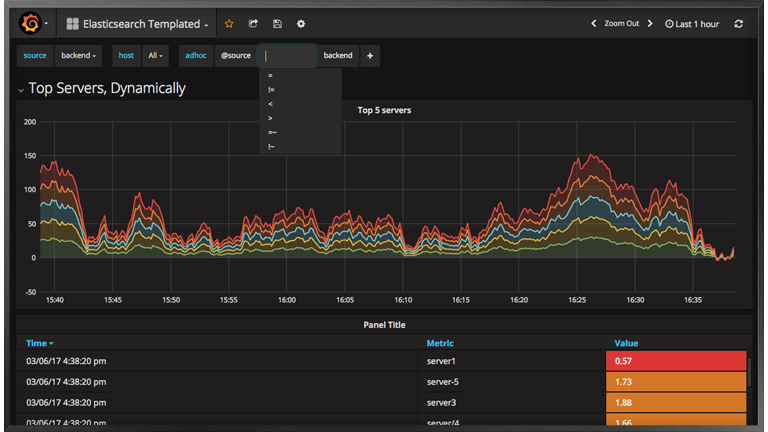 Elasticsearch Templated
Zoom Out
Last 1 hour
source backend host All adhoc @source backend +
=
!=
<
>
=~
!~
Top Servers, Dynamically
Top 5 servers
200
150
100
50
0
-50
15:40 15:45 15:50 15:55 16:00 16:05 16:10 16:15 16:20 16:25 16:30 16:35
Panel Title
Time Metric Value
03/06/17 4:38:20 pm server1 0.57
03/06/17 4:38:20 pm server-5 1.73
03/06/17 4:38:20 pm server3 1.88
03/06/17 4:38:20 pm server/4 1.66